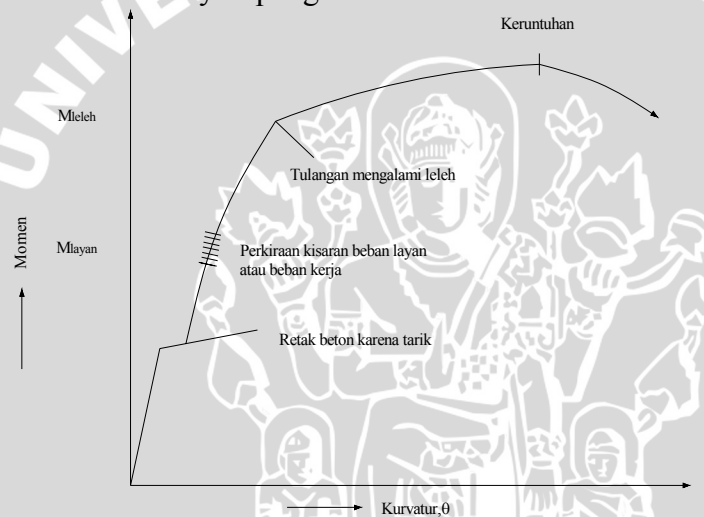 UNIVE
Keruntuhan
Mleleh
Tulangan mengalami leleh
Momen
Mlayan
Perkiraan kisaran beban layan
atau beban kerja
Retak beton karena tarik
Kurvatur,θ